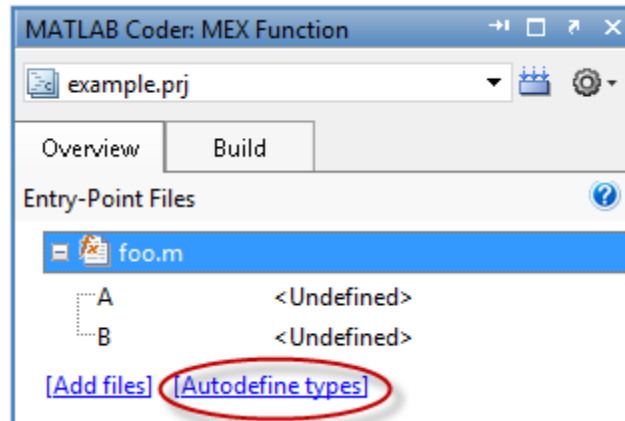 MATLAB Coder: MEX Function
example.prj
Overview Build
Entry-Point Files
foo.m
A <Undefined>
B <Undefined>
[Add files] [Autodefine types]